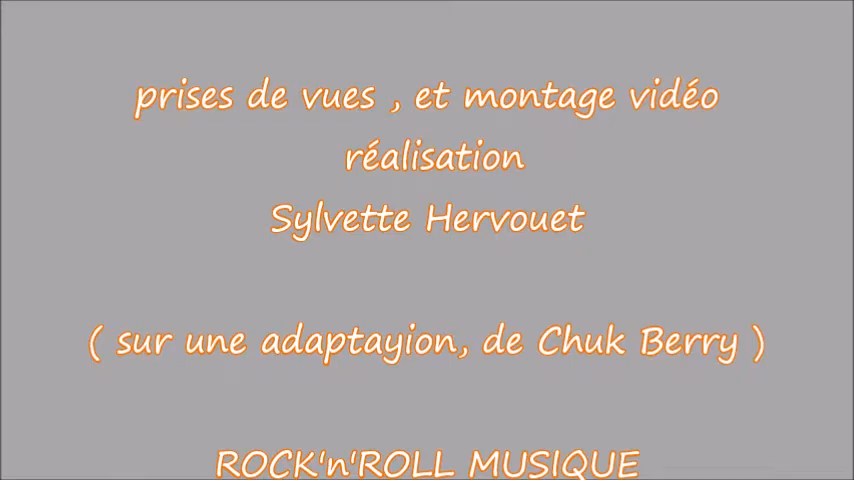 prises de vues , et montage vidéo
réalisation
Sylvette Hervouet
( sur une adaptayion, de Chuk Berry )
ROCK'n'ROLL MUSIQUE